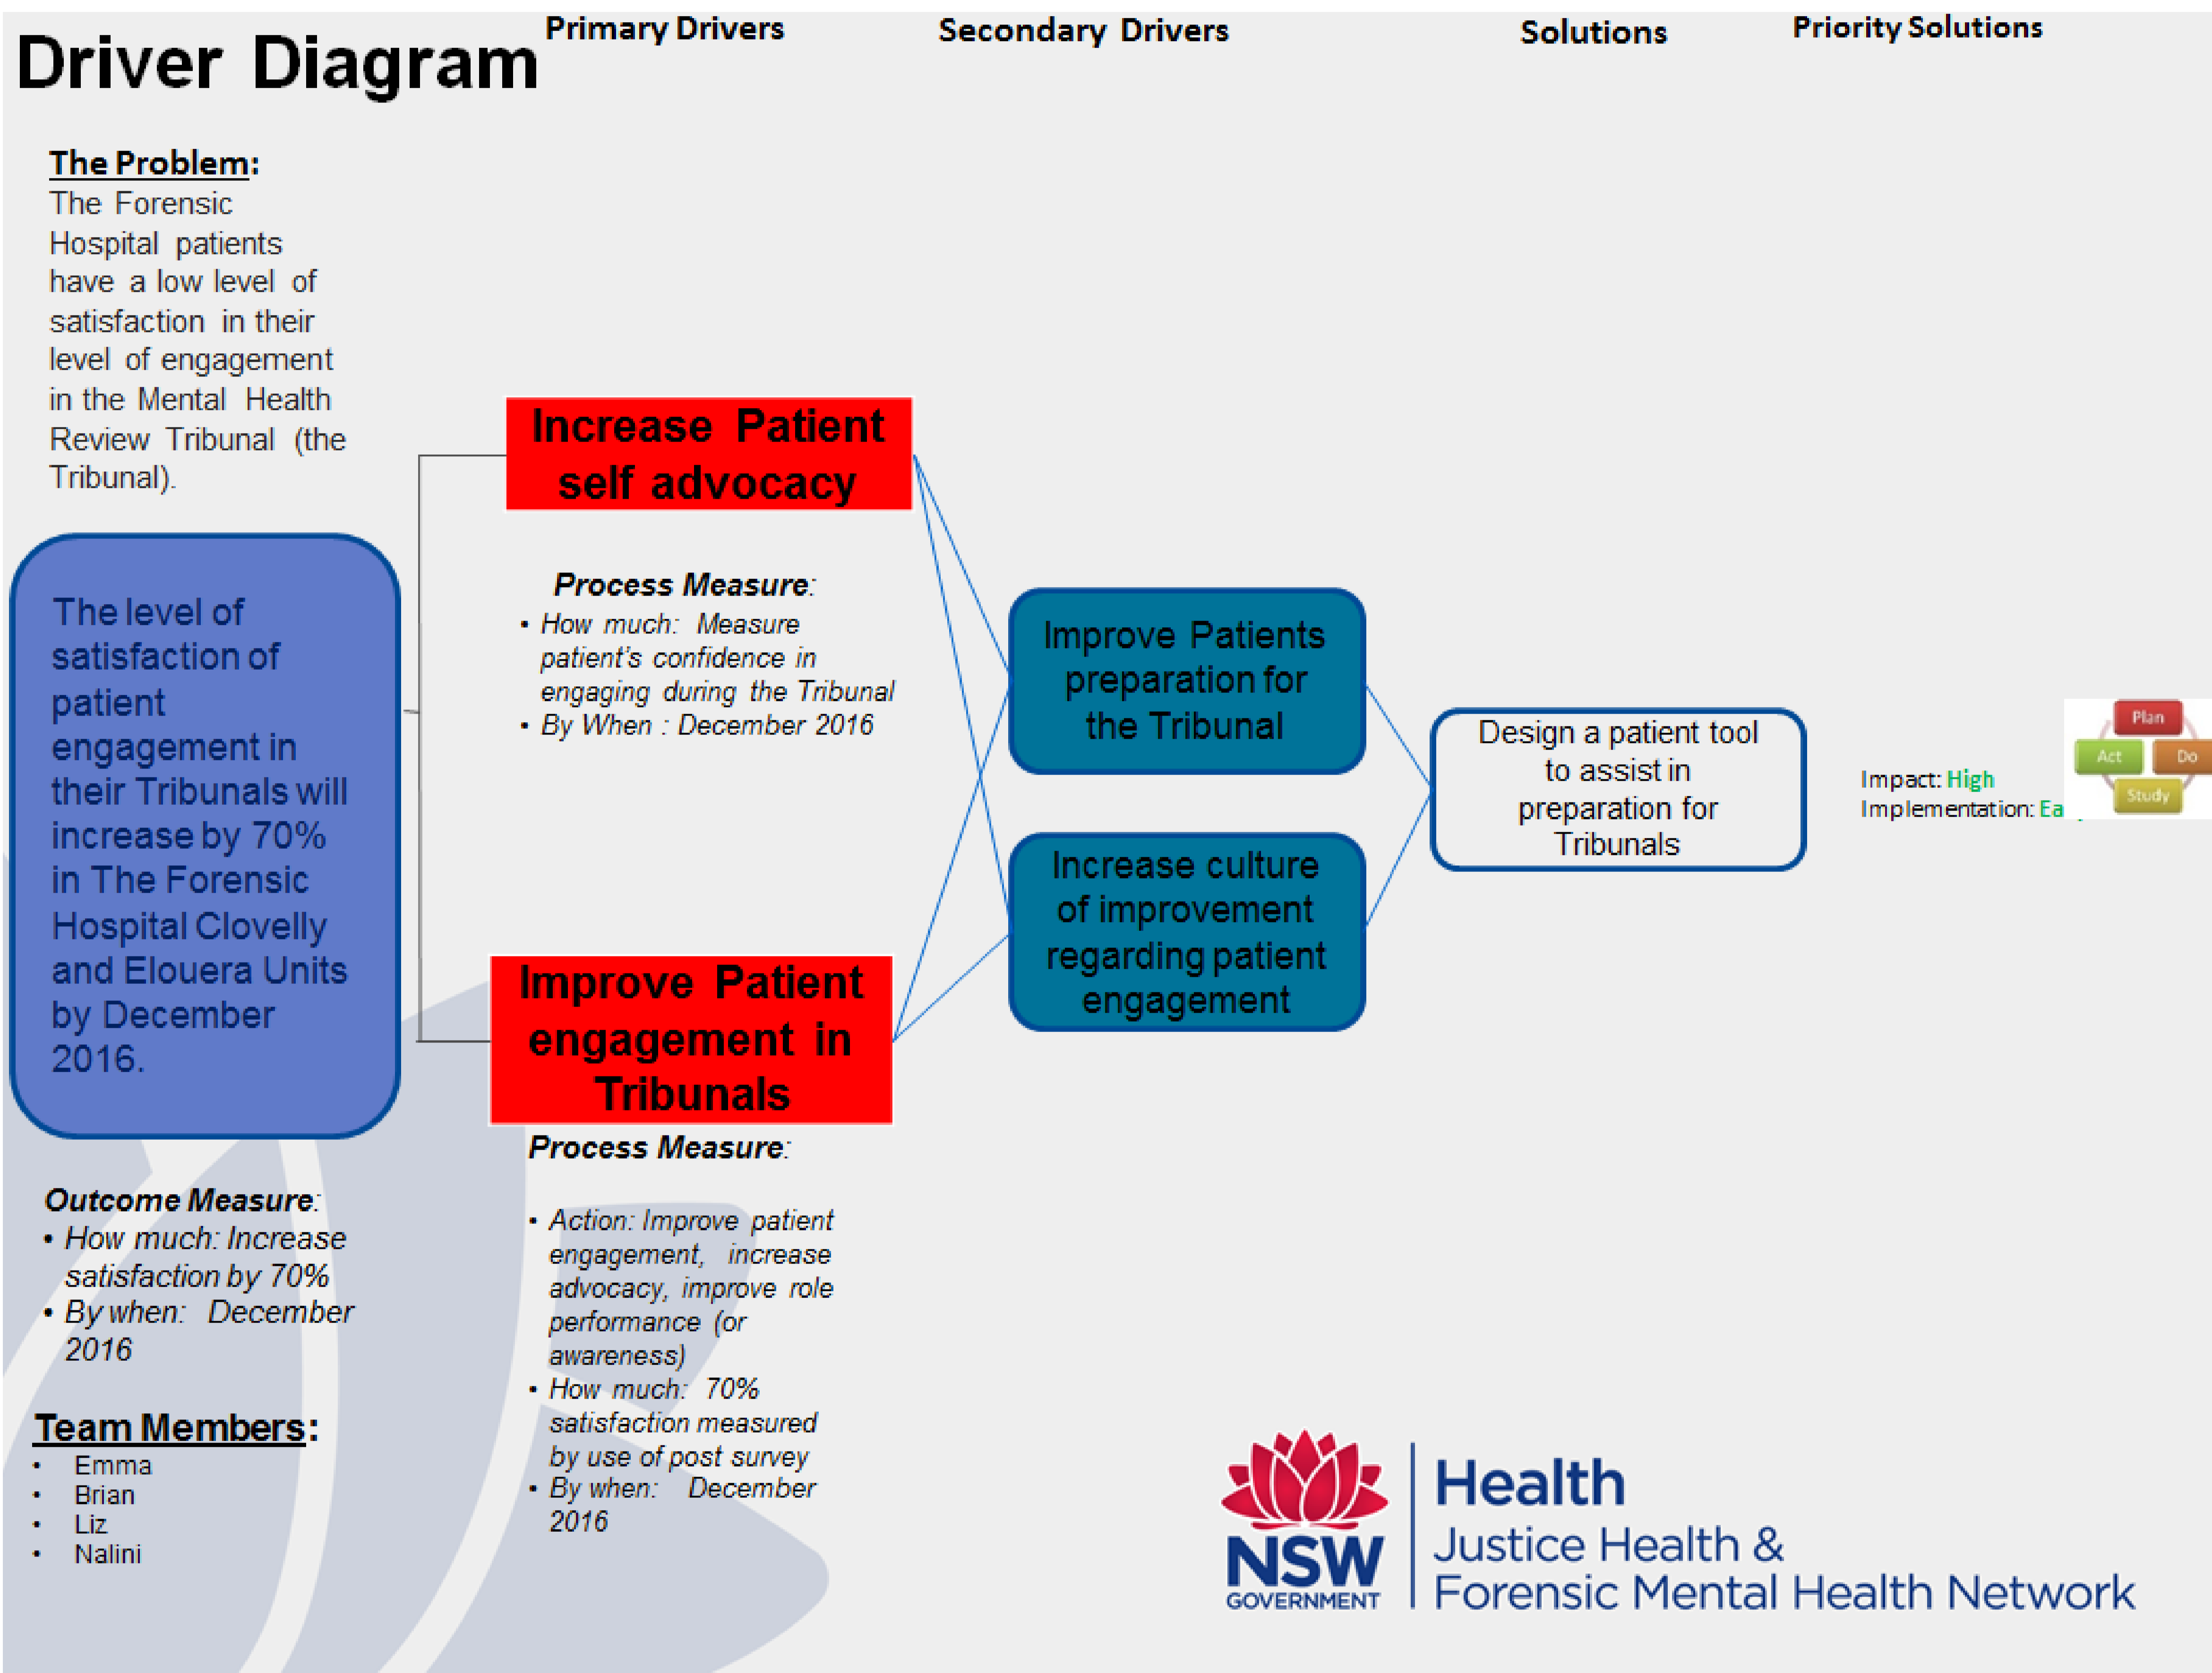 Driver Diagram
Primary Drivers
Secondary Drivers
Solutions
Priority Solutions
The Problem:
The Forensic
Hospital patients
have a low level of
satisfaction in their
level of engagement
in the Mental Health
Review Tribunal (the
Tribunal).
The level of
satisfaction of
patient
engagement in
their Tribunals will
increase by 70%
in The Forensic
Hospital Clovelly
and Elouera Units
by December
2016.
Outcome Measure:
• How much: Increase
satisfaction by 70%
• By when: December
2016
Team Members:
• Emma
• Brian
• Liz
• Nalini
Increase Patient
self advocacy
Process Measure:
• How much: Measure
patient's confidence in
engaging during the Tribunal
• By When : December 2016
Improve Patient
engagement in
Tribunals
Process Measure:
• Action: Improve patient
engagement, increase
advocacy, improve role
performance (or
awareness)
• How much: 70%
satisfaction measured
by use of post survey
• By when: December
2016
Improve Patients
preparation for
the Tribunal
Increase culture
of improvement
regarding patient
engagement
Design a patient tool
to assist in
preparation for
Tribunals
Impact: High
Implementation:
Plan
Act
Do
Study
NSW
GOVERNMENT
Health
Justice Health &
Forensic Mental Health Network